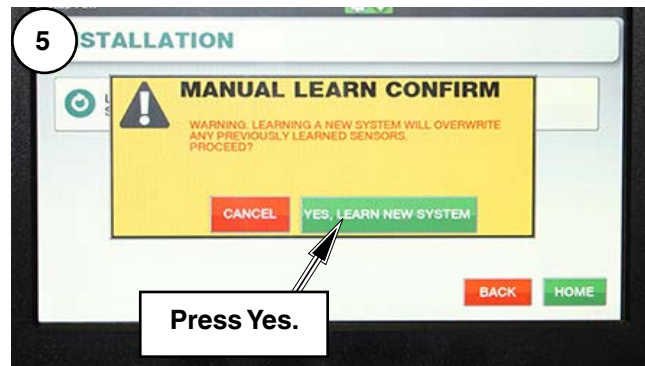 5
STALLATION
MANUAL LEARN CONFIRM
WARNING. LEARNING A NEW SYSTEM WILL OVERWRITE
ANY PREVIOUSLY LEARNED SENSORS.
PROCEED?
CANCEL
YES, LEARN NEW SYSTEM
BACK
HOME
Press Yes.